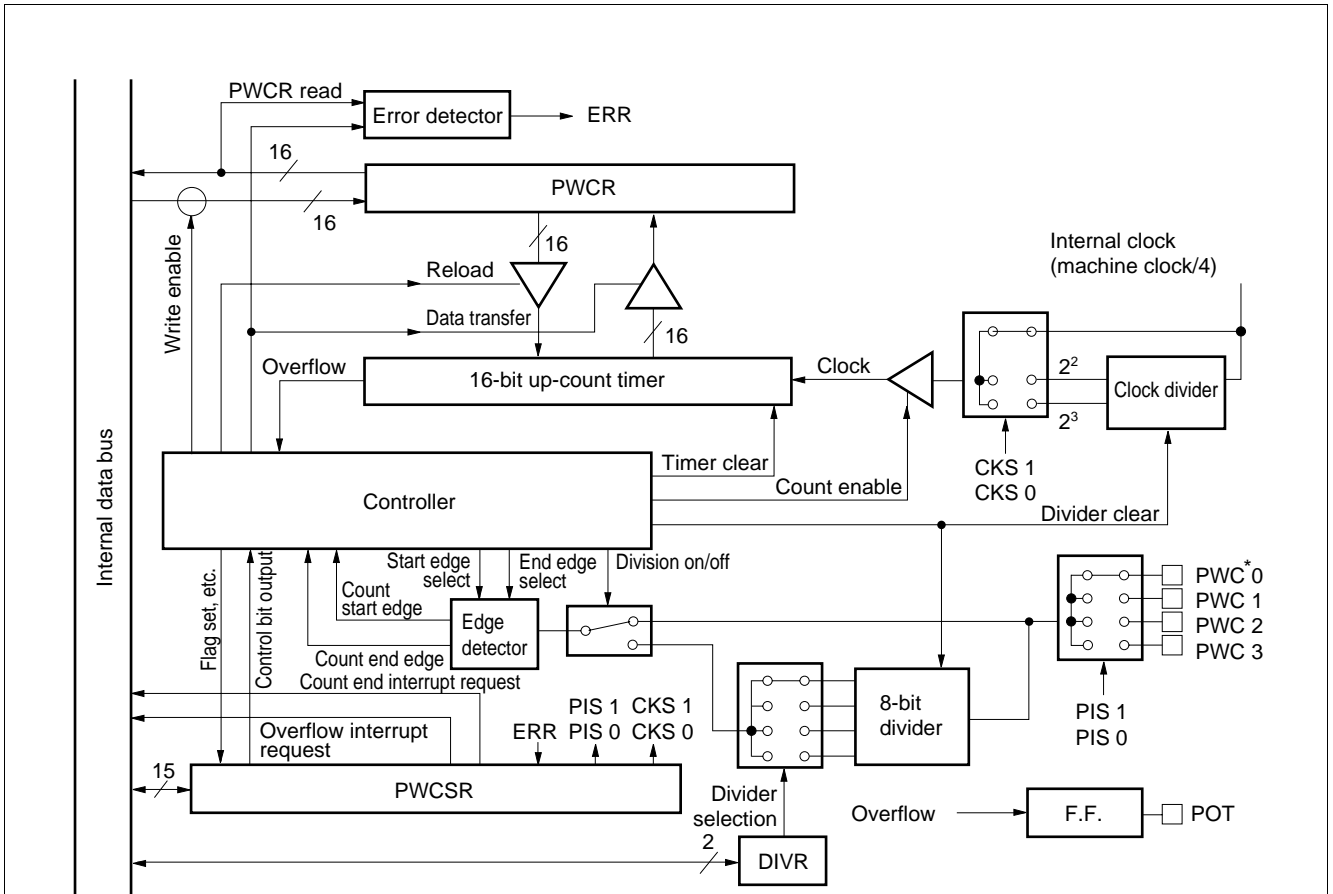 PWCR read
Error detector
ERR
16
PWCR
16
16
Internal clock
(machine clock/4)
Write enable
Reload
Data transfer
16
Overflow
16-bit up-count timer
Clock
2²
Clock divider
2³
Internal data bus
Timer clear
CKS 1
CKS 0
Controller
Count enable
Divider clear
Flag set, etc.
Control bit output
Start edge
select
End edge
select
Division on/off
Count
start edge
Edge
detector
PWC*0
PWC 1
PWC 2
PWC 3
Count end edge
Count end interrupt request
8-bit
divider
PIS 1
PIS 0
Overflow interrupt
request
ERR
PIS 1
PIS 0
CKS 1
CKS 0
15
PWCSR
Divider
selection
Overflow
F.F.
POT
2
DIVR